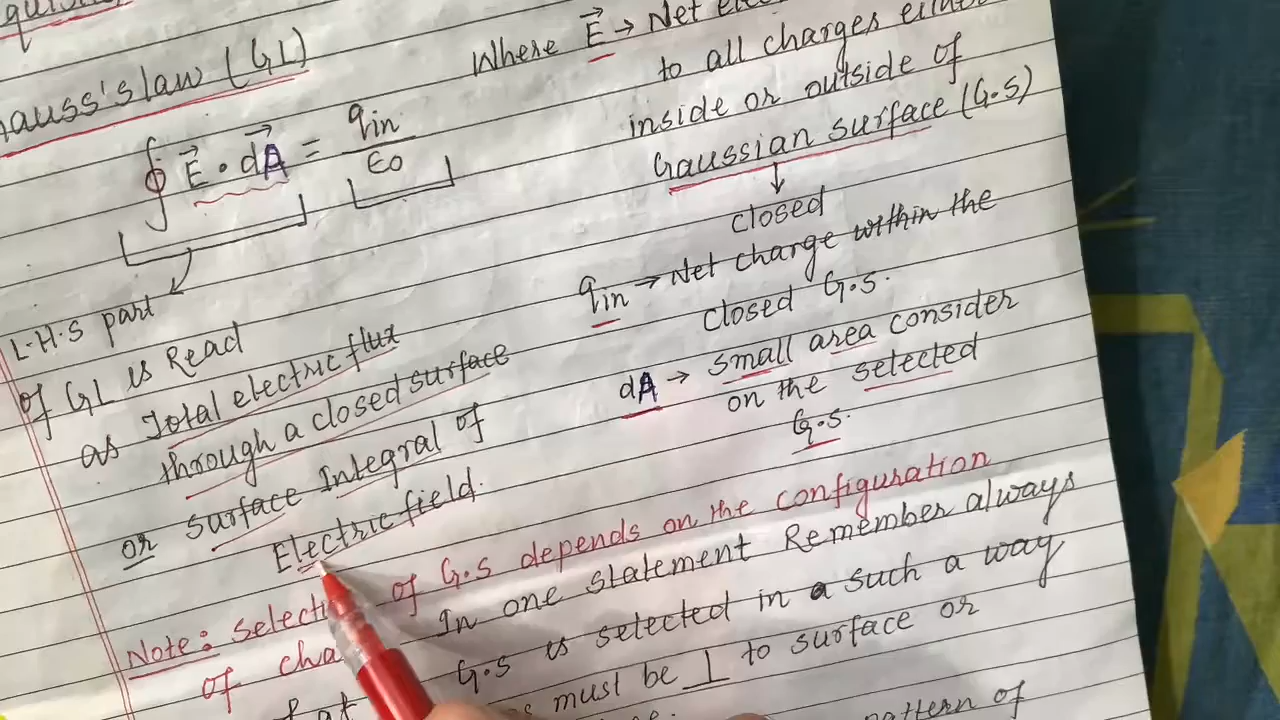 Gauss's law (GL)
∮ E⃗ · dA⃗ = qin / ε0
L.H.S part
of GL is Read
as Total electric flux
through a closed surface
or Surface Integral of
Electric field.
Where E⃗ → Net
to all charges
inside or outside of
Gaussian surface (G.S)
↓
closed
qin → Net charge within the
closed G.S.
dA → Small area consider
on the selected
G.S.
Note: of G.S depends on the configuration
of In one statement Remember always
G.S is selected in a such a way
must be ⊥ to surface or
pattern of